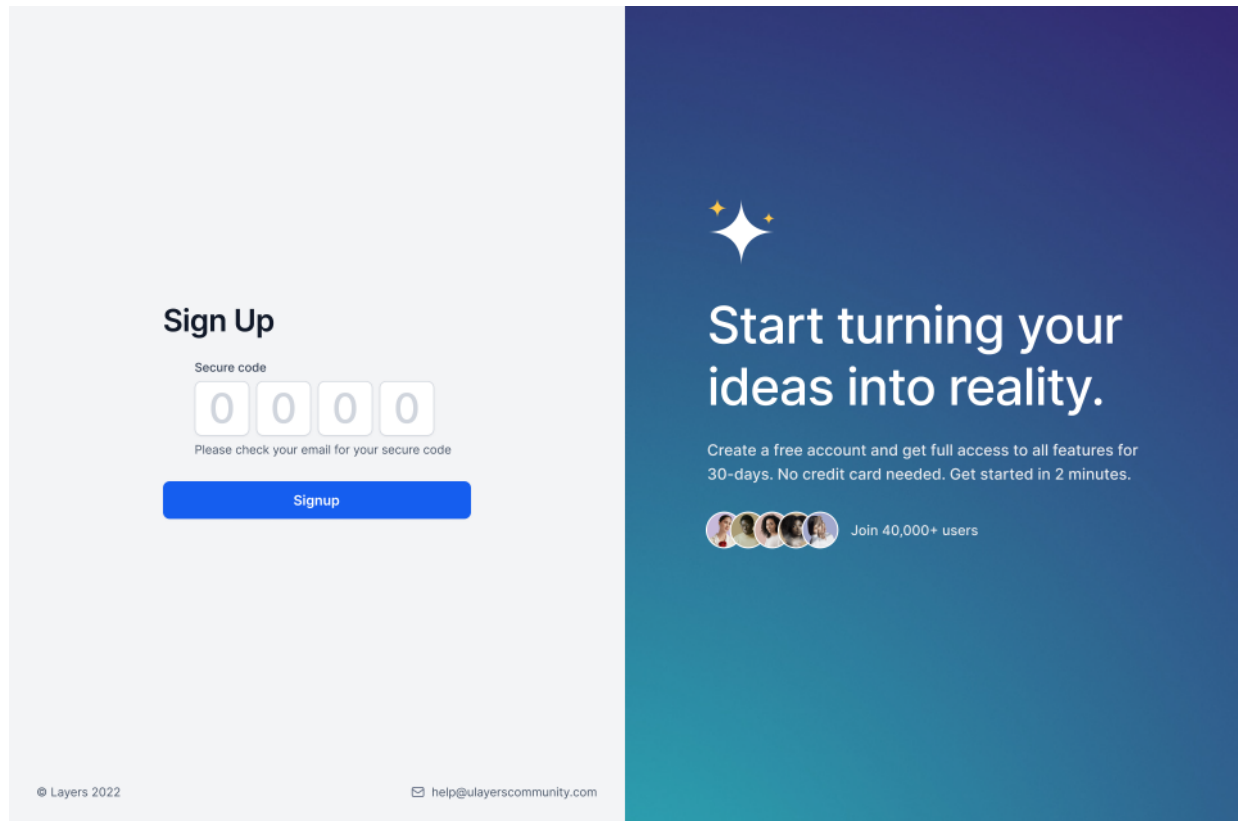 Sign Up
Secure code
0 0 0 0
Please check your email for your secure code
Signup
© Layers 2022
help@ulayerscommunity.com
Start turning your
ideas into reality.
Create a free account and get full access to all features for
30-days. No credit card needed. Get started in 2 minutes.
Join 40,000+ users